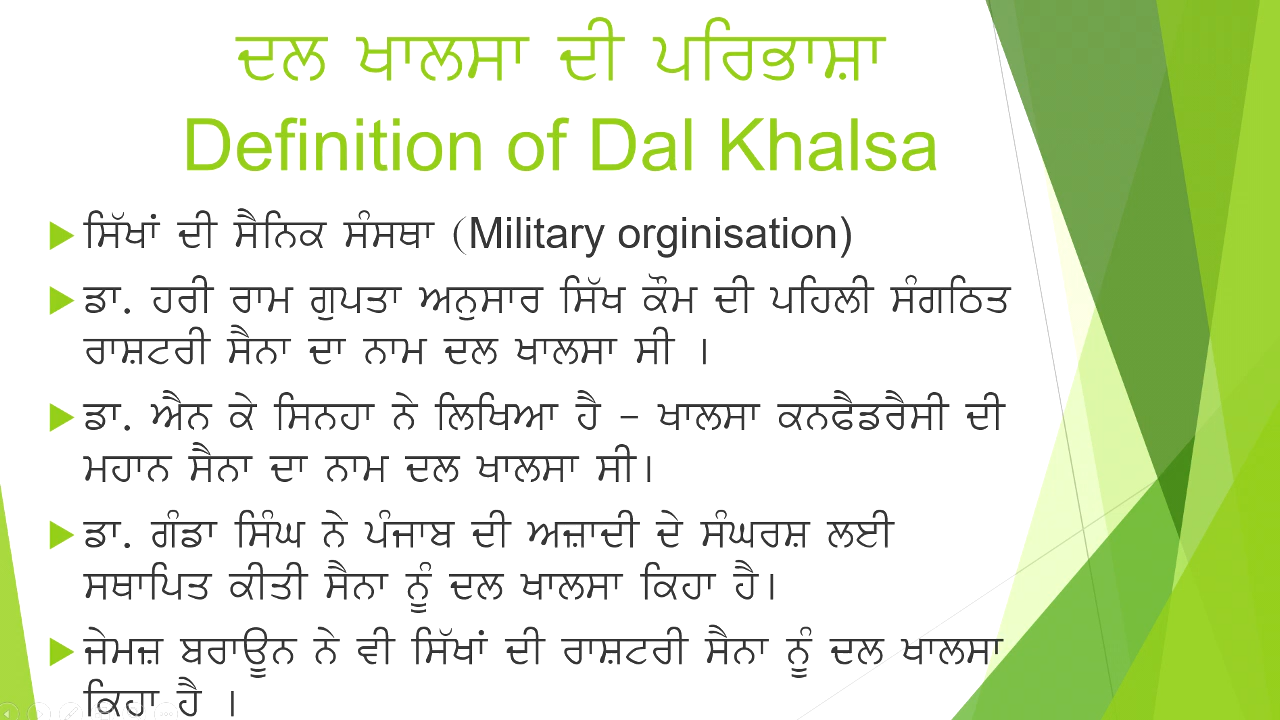 ਦਲ ਖਾਲਸਾ ਦੀ ਪਰਿਭਾਸ਼ਾ
Definition of Dal Khalsa
ਸਿੱਖਾਂ ਦੀ ਸੈਨਿਕ ਸੰਸਥਾ (Military orginisation)
ਡਾ. ਹਰੀ ਰਾਮ ਗੁਪਤਾ ਅਨੁਸਾਰ ਸਿੱਖ ਕੌਮ ਦੀ ਪਹਿਲੀ ਸੰਗਠਿਤ
ਰਾਸ਼ਟਰੀ ਸੈਨਾ ਦਾ ਨਾਮ ਦਲ ਖਾਲਸਾ ਸੀ ।
ਡਾ. ਐਨ ਕੇ ਸਿਨਹਾ ਨੇ ਲਿਖਿਆ ਹੈ – ਖਾਲਸਾ ਕਨਫੈਡਰੈਸੀ ਦੀ
ਮਹਾਨ ਸੈਨਾ ਦਾ ਨਾਮ ਦਲ ਖਾਲਸਾ ਸੀ।
ਡਾ. ਗੰਡਾ ਸਿੰਘ ਨੇ ਪੰਜਾਬ ਦੀ ਅਜ਼ਾਦੀ ਦੇ ਸੰਘਰਸ਼ ਲਈ
ਸਥਾਪਿਤ ਕੀਤੀ ਸੈਨਾ ਨੂੰ ਦਲ ਖਾਲਸਾ ਕਿਹਾ ਹੈ।
ਜੇਮਜ਼ ਬਰਾਊਨ ਨੇ ਵੀ ਸਿੱਖਾਂ ਦੀ ਰਾਸ਼ਟਰੀ ਸੈਨਾ ਨੂੰ ਦਲ ਖਾਲਸਾ
ਕਿਹਾ ਹੈ ।